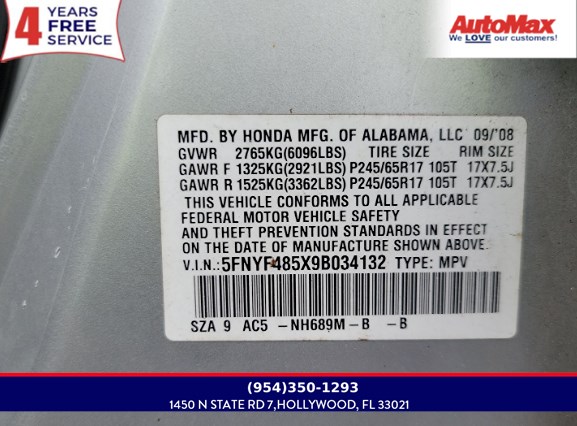 4 YEARS
FREE
SERVICE
AutoMax
We LOVE our customers!
MFD. BY HONDA MFG. OF ALABAMA, LLC 09/'08
GVWR 2765KG(6096LBS) TIRE SIZE RIM SIZE
GAWR F 1325KG(2921LBS) P245/65R17 105T 17X7.5J
GAWR R 1525KG(3362LBS) P245/65R17 105T 17X7.5J
THIS VEHICLE CONFORMS TO ALL APPLICABLE
FEDERAL MOTOR VEHICLE SAFETY
AND THEFT PREVENTION STANDARDS IN EFFECT
ON THE DATE OF MANUFACTURE SHOWN ABOVE.
V.I.N.:5FNYF485X9B034132 TYPE: MPV
SZA 9 AC5 -NH689M-B -B
(954)350-1293
1450 N STATE RD 7,HOLLYWOOD, FL 33021